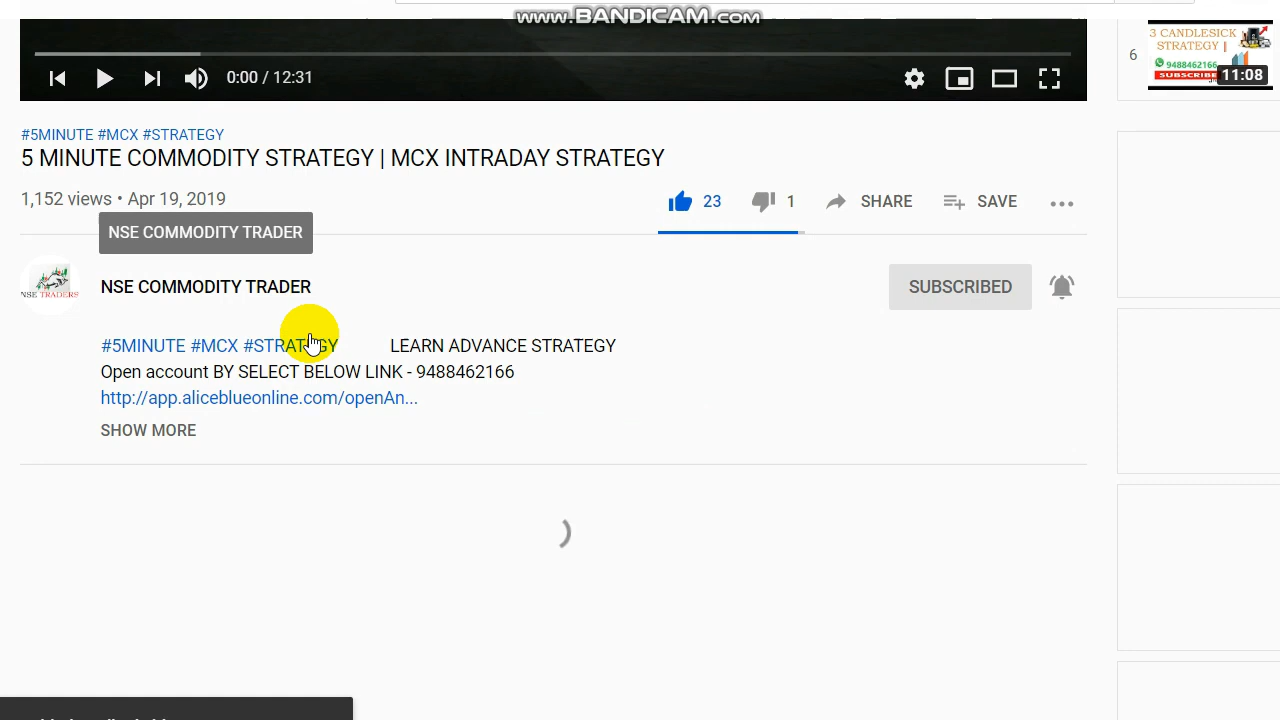 www.BANDICAM.com
3 CANDLESICK
STRATEGY |
6
9488462166
SUBSCRIBE
11:08
0:00 / 12:31
#5MINUTE #MCX #STRATEGY
5 MINUTE COMMODITY STRATEGY | MCX INTRADAY STRATEGY
1,152 views • Apr 19, 2019
23
1
SHARE
SAVE
NSE COMMODITY TRADER
NSE TRADERS
NSE COMMODITY TRADER
SUBSCRIBED
#5MINUTE #MCX #STRATEGY LEARN ADVANCE STRATEGY
Open account BY SELECT BELOW LINK - 9488462166
http://app.aliceblueonline.com/openAn...
SHOW MORE